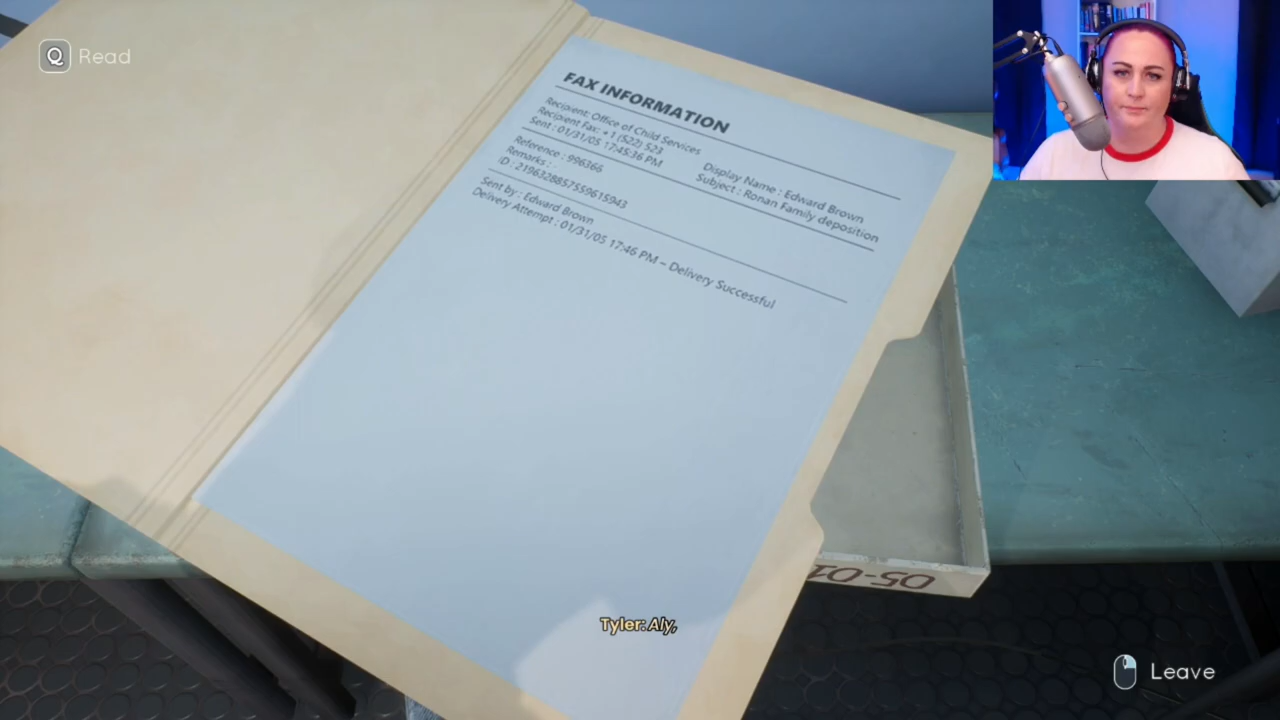 Q Read
FAX INFORMATION
Recipient: Office of Child Services
Recipient Fax: +1 (522) 523
Sent : 01/31/05 17:45:36 PM
Display Name : Edward Brown
Subject : Ronan Family deposition
Reference : 996366
Remarks : .
ID : 2196328857559615943
Sent by : Edward Brown
Delivery Attempt : 01/31/05 17:46 PM – Delivery Successful
05-01
Tyler: Aly,
Leave